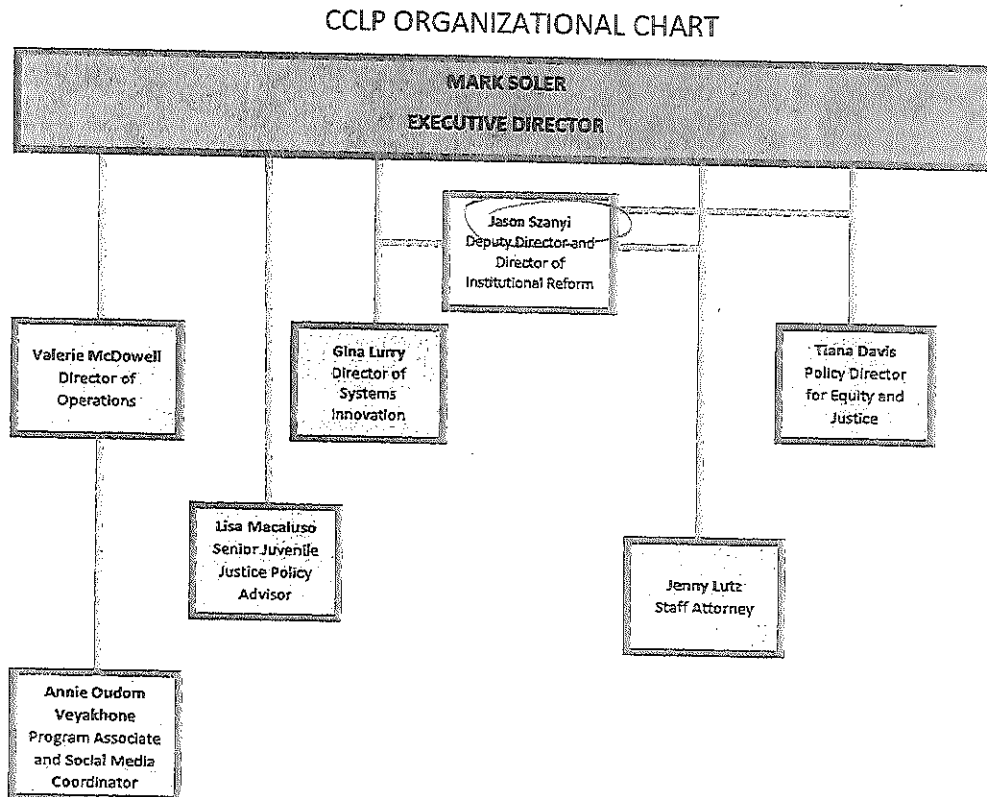 CCLP ORGANIZATIONAL CHART
MARK SOLER
EXECUTIVE DIRECTOR
Jason Szanyi
Deputy Director and
Director of
Institutional Reform
Valerie McDowell
Director of
Operations
Gina Lurry
Director of
Systems
Innovation
Tiana Davis
Policy Director
for Equity and
Justice
Lisa Macaluso
Senior Juvenile
Justice Policy
Advisor
Jenny Lutz
Staff Attorney
Annie Oudom
Veyakhone
Program Associate
and Social Media
Coordinator